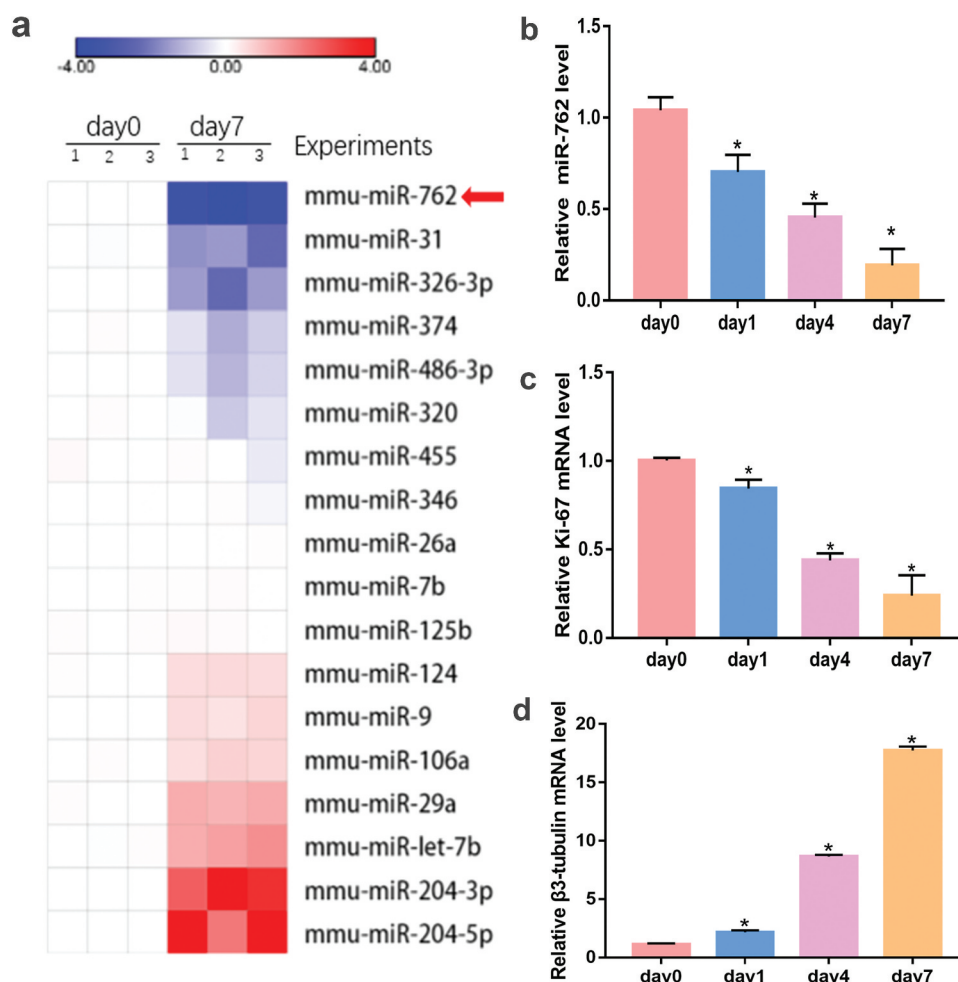 a
-4.00 0.00 4.00
day0 day7
1 2 3 1 2 3 Experiments
mmu-miR-762
mmu-miR-31
mmu-miR-326-3p
mmu-miR-374
mmu-miR-486-3p
mmu-miR-320
mmu-miR-455
mmu-miR-346
mmu-miR-26a
mmu-miR-7b
mmu-miR-125b
mmu-miR-124
mmu-miR-9
mmu-miR-106a
mmu-miR-29a
mmu-miR-let-7b
mmu-miR-204-3p
mmu-miR-204-5p
b
Relative miR-762 level
1.5
1.0
0.5
0.0
* * *
day0 day1 day4 day7
c
Relative Ki-67 mRNA level
1.5
1.0
0.5
0.0
* * *
day0 day1 day4 day7
d
Relative β3-tubulin mRNA level
20
15
10
5
0
* * *
day0 day1 day4 day7